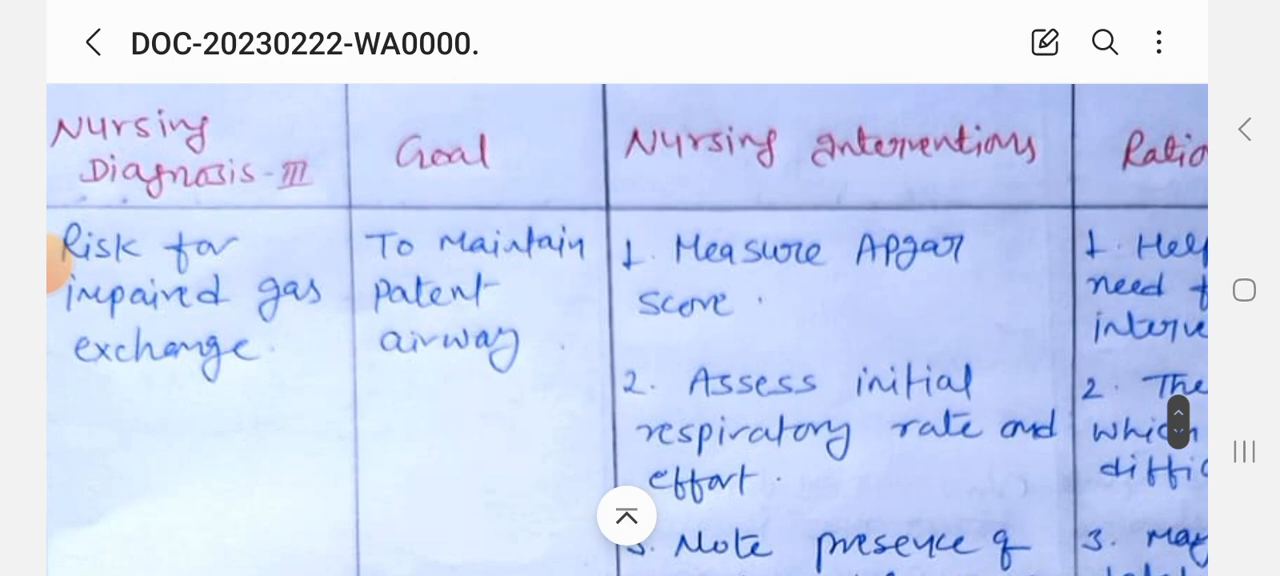 DOC-20230222-WA0000.
Nursing
Diagnosis-III
Goal
Nursing interventions
Ratio
Risk for
impaired gas
exchange.
To Maintain
Patent
airway.
1. Measure Apgar
score.
2. Assess initial
respiratory rate and
effort.
3. Note presence of
1. Help
need
interve
2. The
which
diffic
3. May